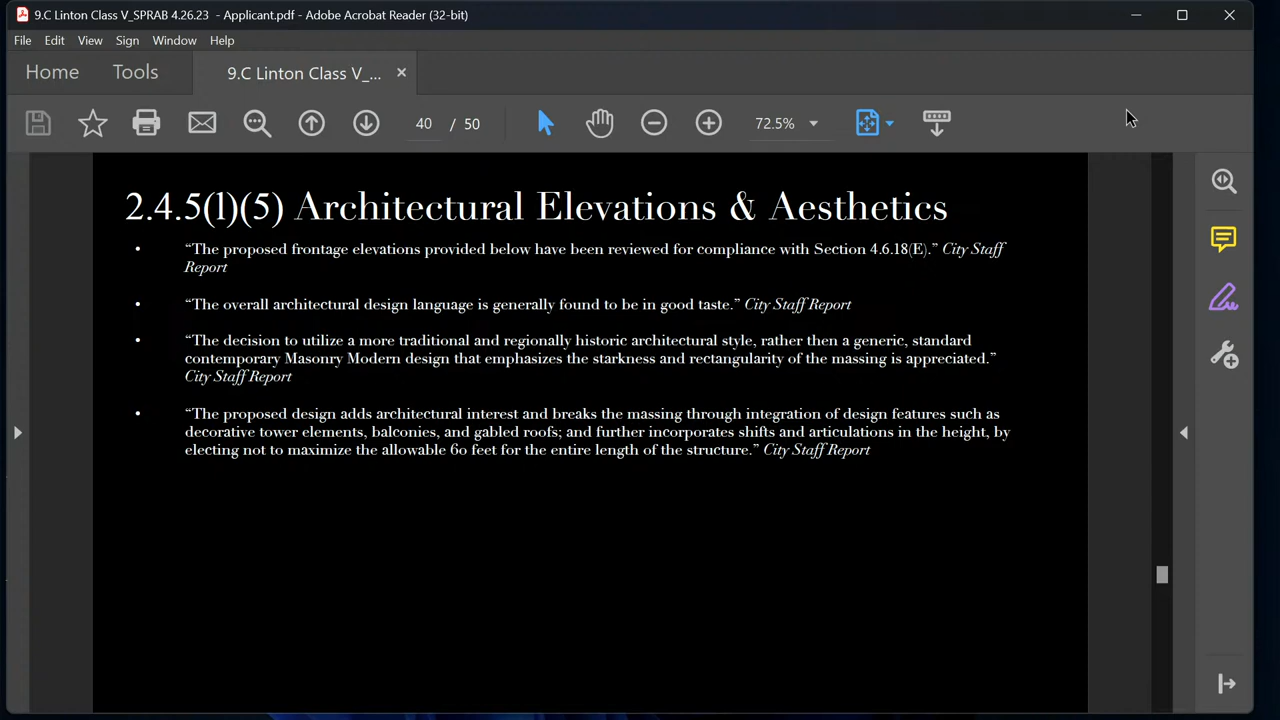 9.C Linton Class V_SPRAB 4.26.23 - Applicant.pdf - Adobe Acrobat Reader (32-bit)
File Edit View Sign Window Help
Home Tools 9.C Linton Class V_...
40 / 50 72.5%
2.4.5(l)(5) Architectural Elevations & Aesthetics
• “The proposed frontage elevations provided below have been reviewed for compliance with Section 4.6.18(E).” City Staff
Report
• “The overall architectural design language is generally found to be in good taste.” City Staff Report
• “The decision to utilize a more traditional and regionally historic architectural style, rather then a generic, standard
contemporary Masonry Modern design that emphasizes the starkness and rectangularity of the massing is appreciated.”
City Staff Report
• “The proposed design adds architectural interest and breaks the massing through integration of design features such as
decorative tower elements, balconies, and gabled roofs; and further incorporates shifts and articulations in the height, by
electing not to maximize the allowable 60 feet for the entire length of the structure.” City Staff Report